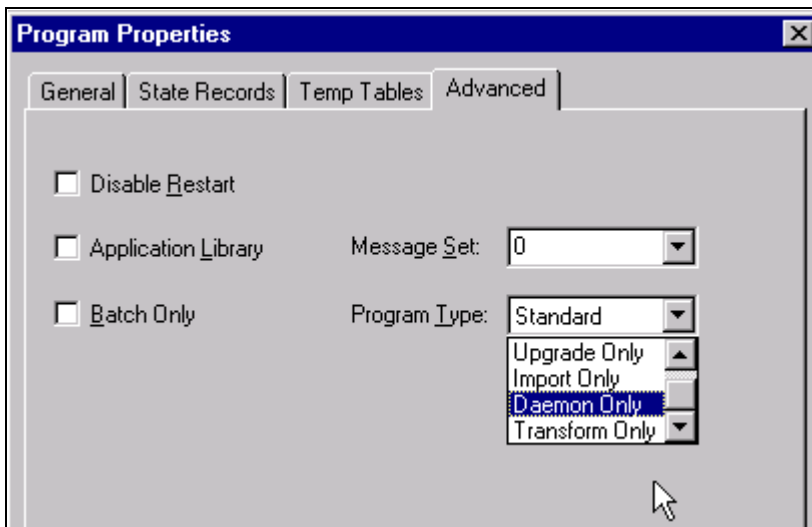 Program Properties
General State Records Temp Tables Advanced
Disable Restart
Application Library Message Set: 0
Batch Only Program Type: Standard
Upgrade Only
Import Only
Daemon Only
Transform Only